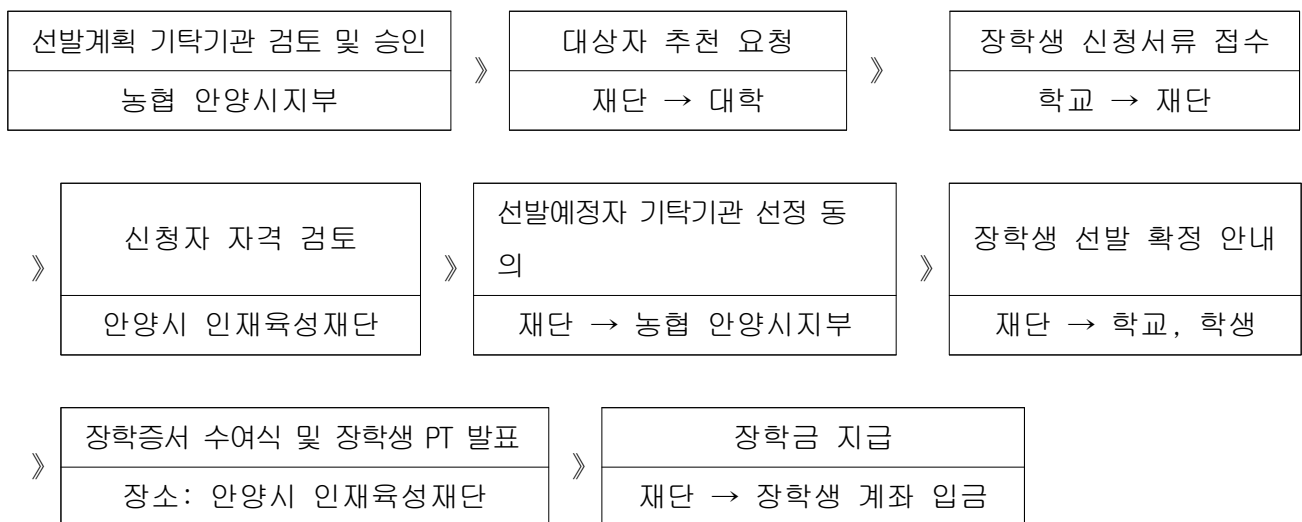 선발계획 기탁기관 검토 및 승인
농협 안양시지부
》
대상자 추천 요청
재단 → 대학
》
장학생 신청서류 접수
학교 → 재단
》
신청자 자격 검토
안양시 인재육성재단
》
선발예정자 기탁기관 선정 동
의
재단 → 농협 안양시지부
》
장학생 선발 확정 안내
재단 → 학교, 학생
》
장학증서 수여식 및 장학생 PT 발표
장소: 안양시 인재육성재단
》
장학금 지급
재단 → 장학생 계좌 입금